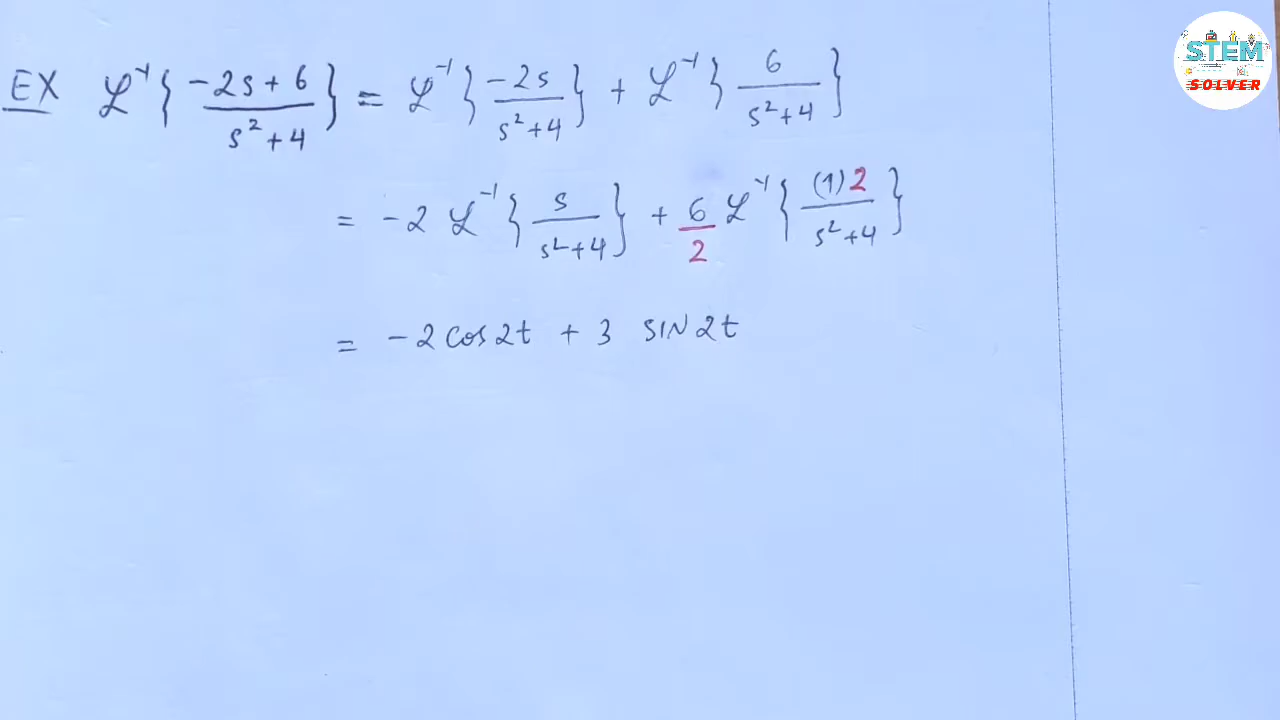 EX ℒ⁻¹{(-2s+6)/(s²+4)} = ℒ⁻¹{(-2s)/(s²+4)} + ℒ⁻¹{6/(s²+4)}
= -2 ℒ⁻¹{s/(s²+4)} + 6/2 ℒ⁻¹{(1)2/(s²+4)}
= -2 cos 2t + 3 SIN 2t
STEM
SOLVER